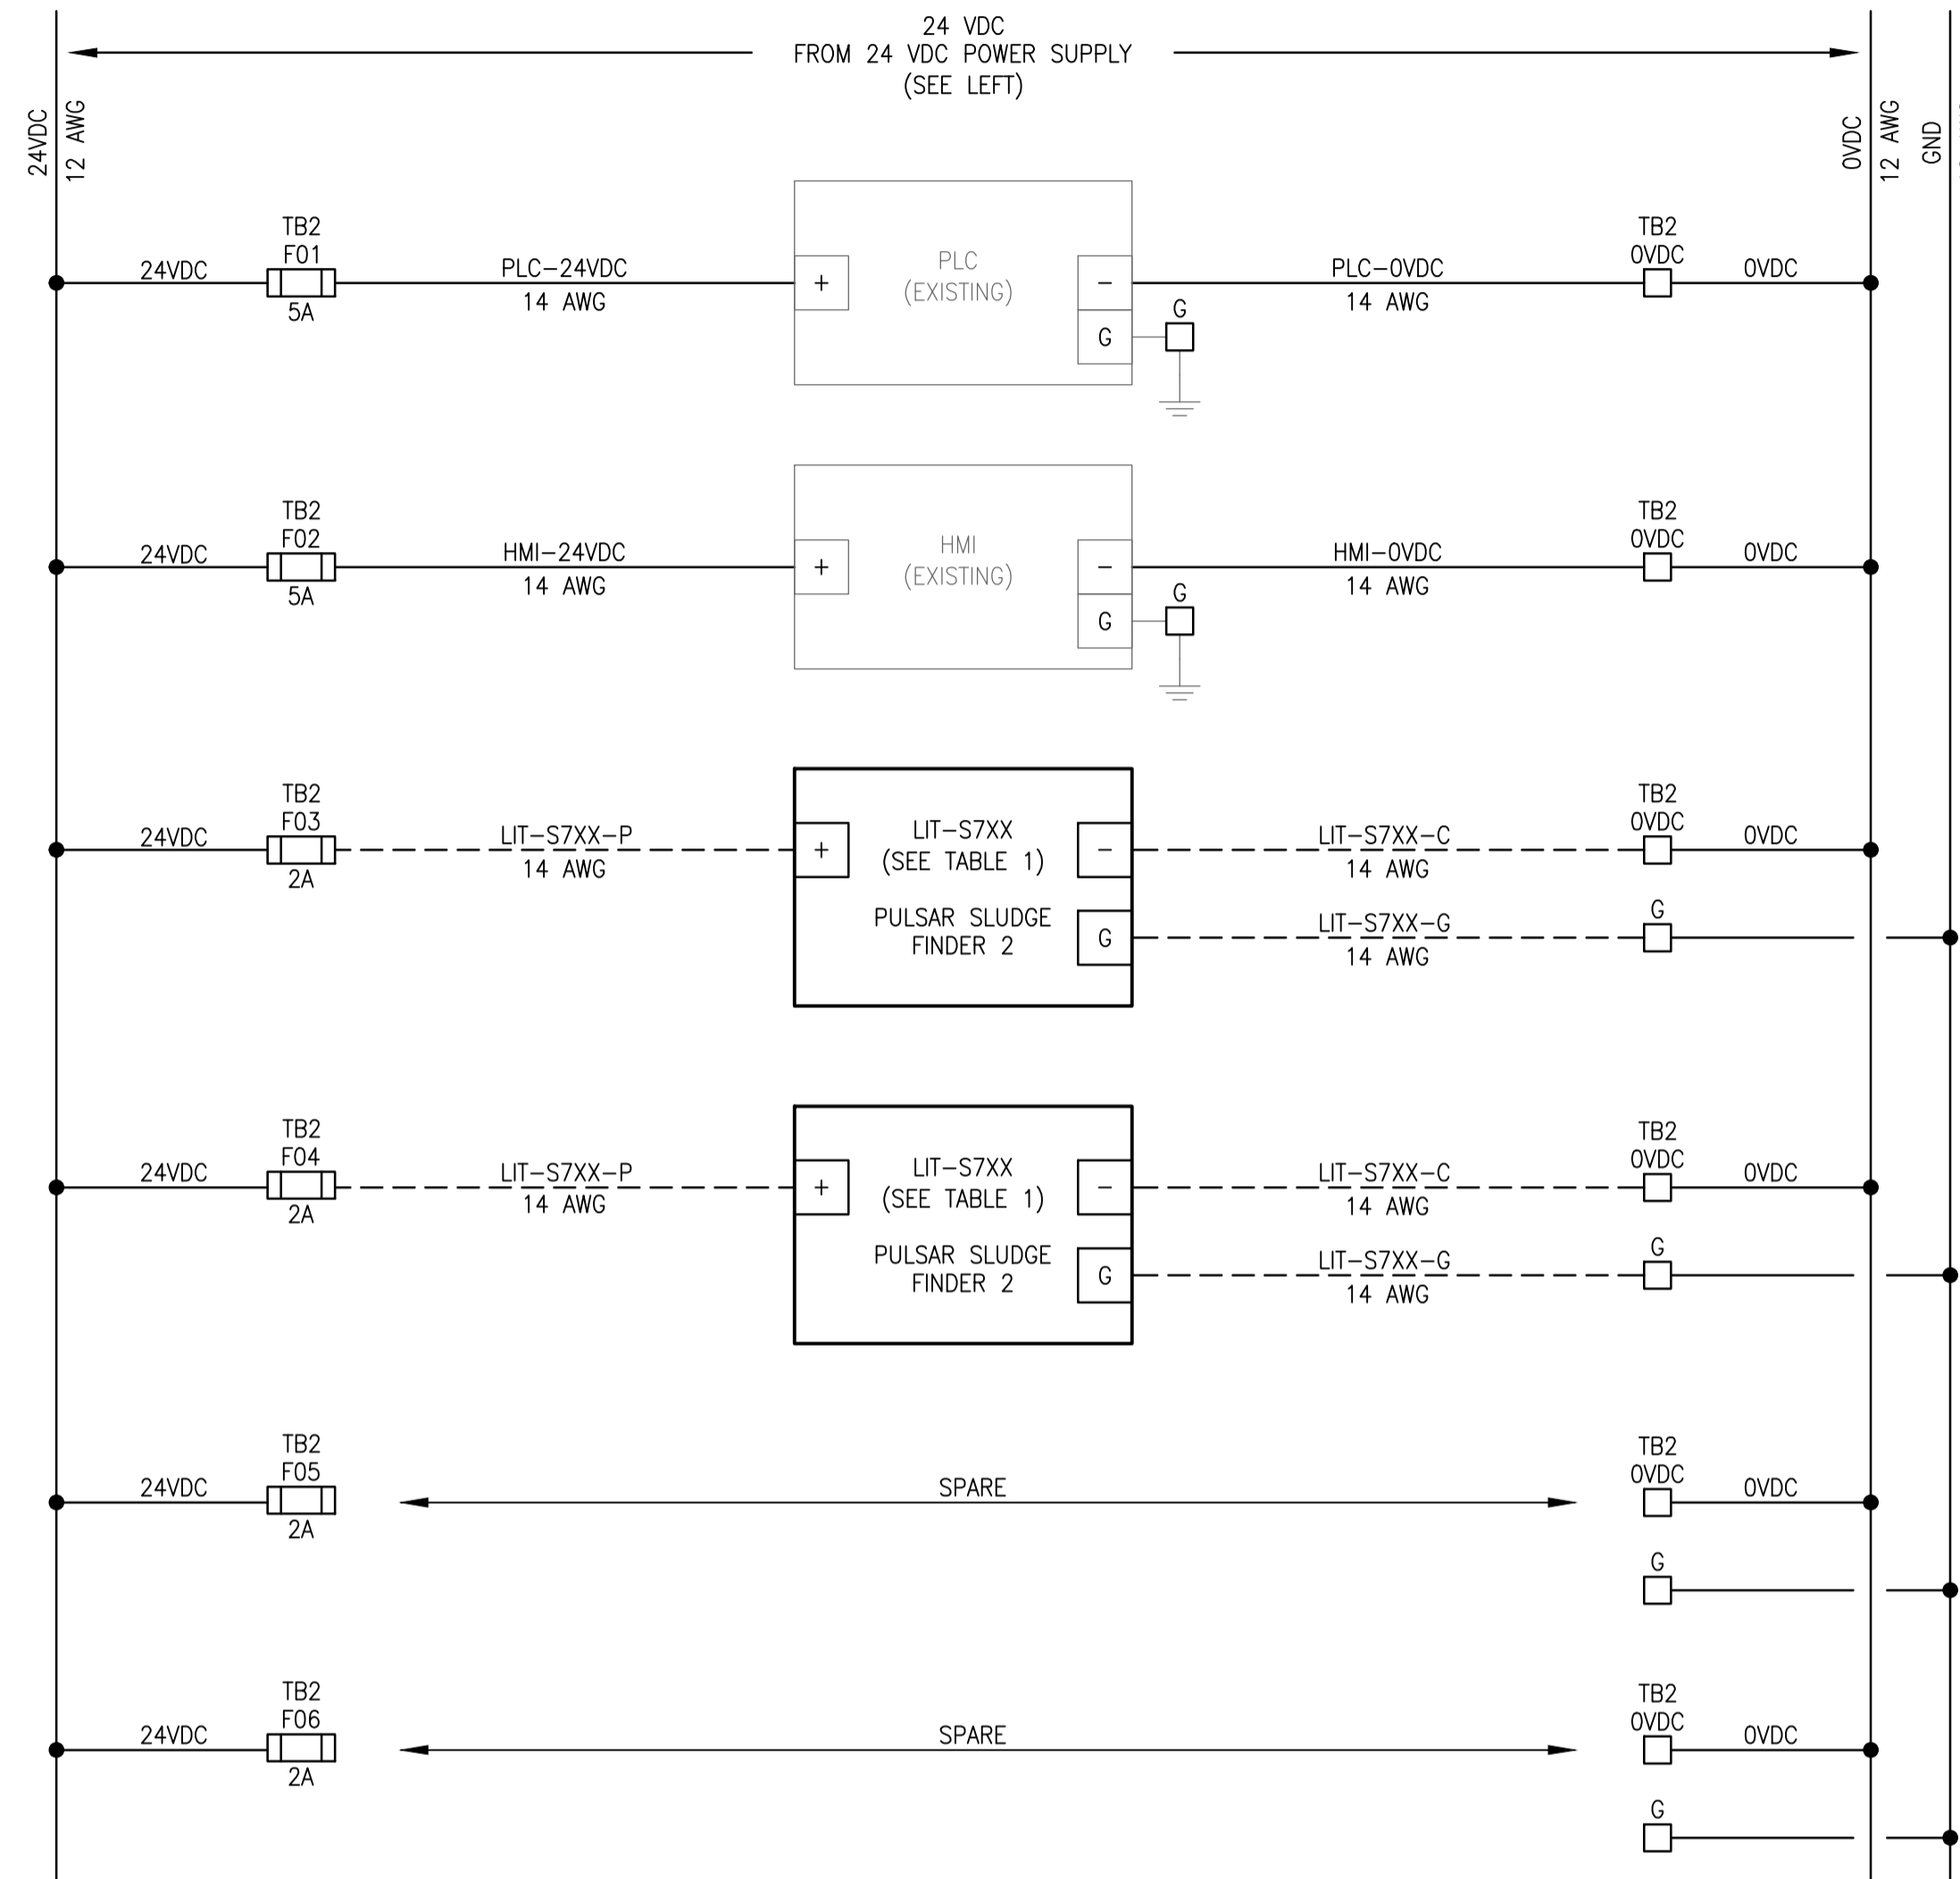 24 VDC
FROM 24 VDC POWER SUPPLY
(SEE LEFT)
24VDC
12 AWG
0VDC
12 AWG
GND
TB2
F01
5A
24VDC
PLC-24VDC
14 AWG
+
PLC
(EXISTING)
-
G
G
PLC-0VDC
14 AWG
TB2
0VDC
0VDC
TB2
F02
5A
24VDC
HMI-24VDC
14 AWG
+
HMI
(EXISTING)
-
G
G
HMI-0VDC
14 AWG
TB2
0VDC
0VDC
TB2
F03
2A
24VDC
LIT-S7XX-P
14 AWG
+
LIT-S7XX
(SEE TABLE 1)
PULSAR SLUDGE
FINDER 2
-
G
LIT-S7XX-C
14 AWG
LIT-S7XX-G
14 AWG
TB2
0VDC
0VDC
G
TB2
F04
2A
24VDC
LIT-S7XX-P
14 AWG
+
LIT-S7XX
(SEE TABLE 1)
PULSAR SLUDGE
FINDER 2
-
G
LIT-S7XX-C
14 AWG
LIT-S7XX-G
14 AWG
TB2
0VDC
0VDC
G
TB2
F05
2A
24VDC
SPARE
TB2
0VDC
0VDC
G
TB2
F06
2A
24VDC
SPARE
TB2
0VDC
0VDC
G